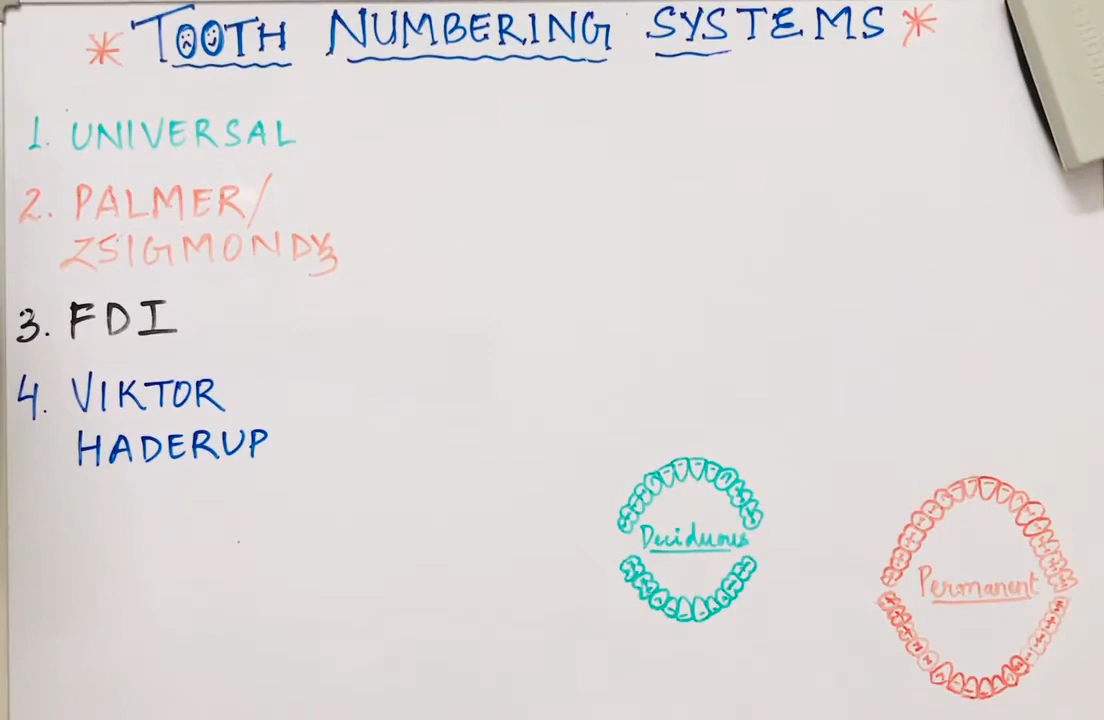 * TOOTH NUMBERING SYSTEMS *
1. UNIVERSAL
2. PALMER/
ZSIGMONDY
3. FDI
4. VIKTOR
HADERUP
Deciduous
Permanent